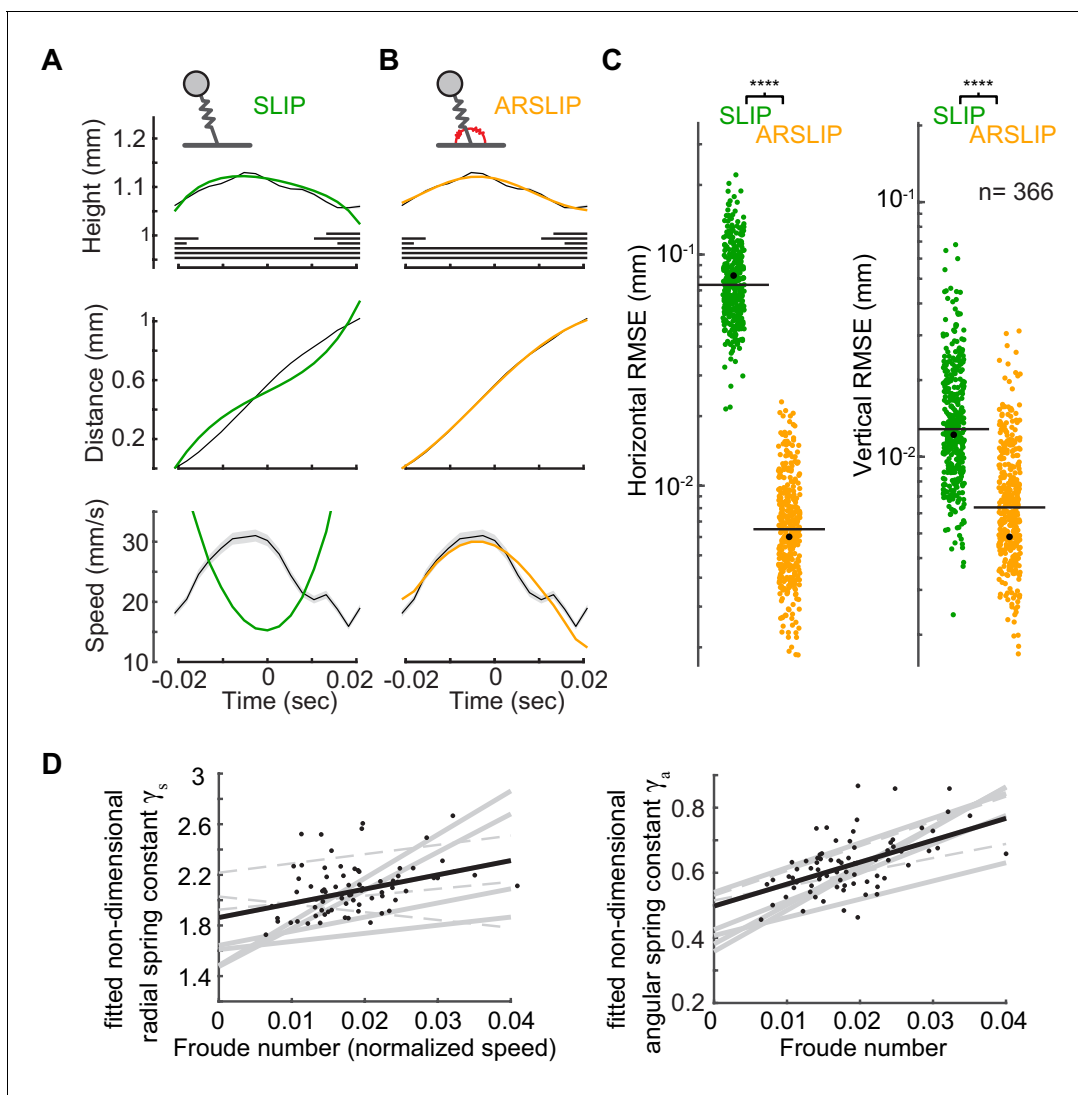 A
B
C
SLIP
ARSLIP
****
****
SLIP
ARSLIP
SLIP
ARSLIP
n= 366
Height (mm)
1.2
1.1
1
Distance (mm)
1
0.6
0.2
Speed (mm/s)
30
20
10
-0.02
0
0.02
Time (sec)
-0.02
0
0.02
Time (sec)
Horizontal RMSE (mm)
10-1
10-2
Vertical RMSE (mm)
10-1
10-2
D
fitted non-dimensional
radial spring constant γs
3
2.6
2.2
1.8
1.4
0
0.01
0.02
0.03
0.04
Froude number (normalized speed)
fitted non-dimensional
angular spring constant γa
0.8
0.6
0.4
0.2
0
0.01
0.02
0.03
0.04
Froude number